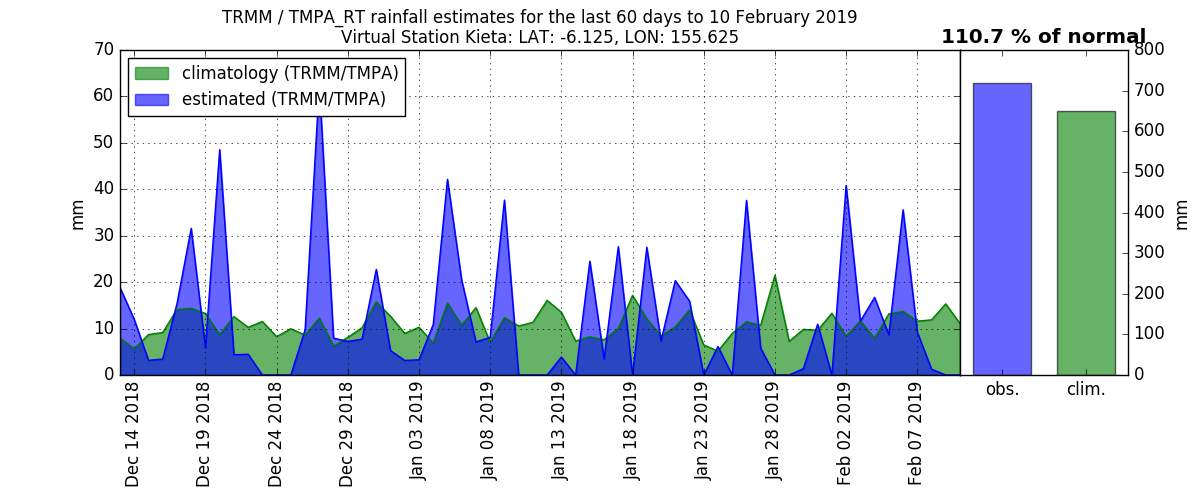 TRMM / TMPA_RT rainfall estimates for the last 60 days to 10 February 2019
Virtual Station Kieta: LAT: -6.125, LON: 155.625
110.7 % of normal
climatology (TRMM/TMPA)
estimated (TRMM/TMPA)
70
60
50
40
30
20
10
0
mm
Dec 14 2018
Dec 19 2018
Dec 24 2018
Dec 29 2018
Jan 03 2019
Jan 08 2019
Jan 13 2019
Jan 18 2019
Jan 23 2019
Jan 28 2019
Feb 02 2019
Feb 07 2019
obs.
clim.
800
700
600
500
400
300
200
100
0
mm